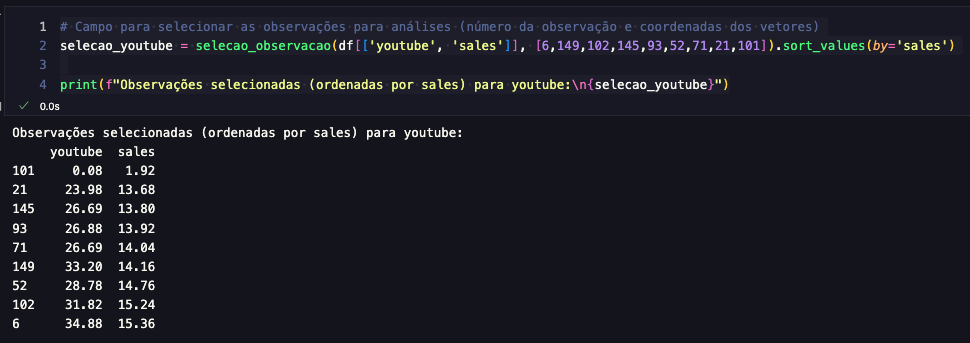 1 # Campo para selecionar as observações para análises (número da observação e coordenadas dos vetores)
2 selecao_youtube = selecao_observacao(df[['youtube', 'sales']], [6,149,102,145,93,52,71,21,101]).sort_values(by='sales')
3
4 print(f"Observações selecionadas (ordenadas por sales) para youtube:\n{selecao_youtube}")
✓ 0.0s
Observações selecionadas (ordenadas por sales) para youtube:
youtube sales
101 0.08 1.92
21 23.98 13.68
145 26.69 13.80
93 26.88 13.92
71 26.69 14.04
149 33.20 14.16
52 28.78 14.76
102 31.82 15.24
6 34.88 15.36